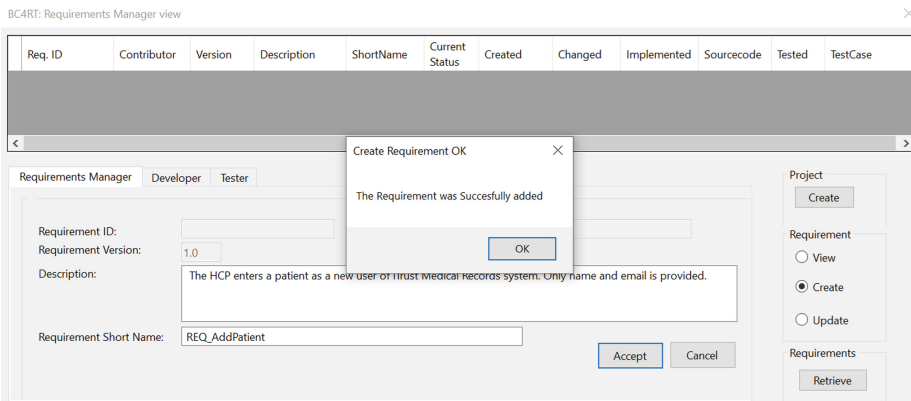 BC4RT: Requirements Manager view
Req. ID Contributor Version Description ShortName Current Status Created Changed Implemented Sourcecode Tested TestCase
Create Requirement OK
The Requirement was Succesfully added
OK
Requirements Manager Developer Tester
Requirement ID:
Requirement Version: 1.0
Description: The HCP enters a patient as a new user of iTrust Medical Records system. Only name and email is provided.
Requirement Short Name: REQ_AddPatient
Accept Cancel
Project
Create
Requirement
View
Create
Update
Requirements
Retrieve